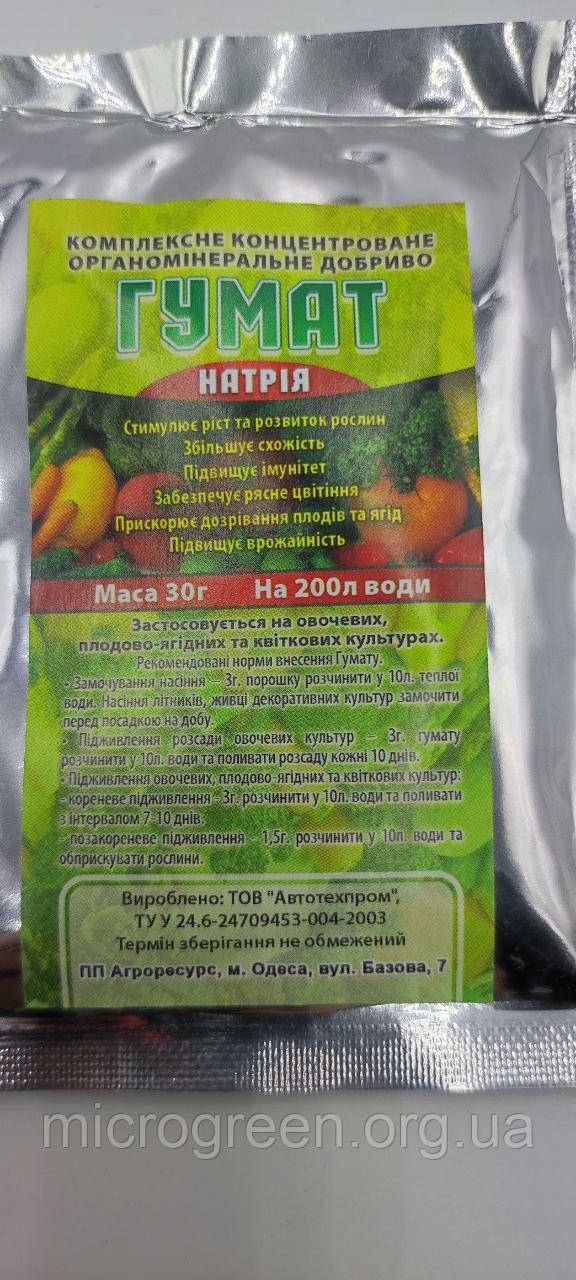 КОМПЛЕКСНЕ КОНЦЕНТРОВАНЕ
ОРГАНОМІНЕРАЛЬНЕ ДОБРИВО
ГУМАТ
НАТРІЯ
Стимулює ріст та розвиток рослин
Збільшує схожість
Підвищує імунітет
Забезпечує рясне цвітіння
Прискорює дозрівання плодів та ягід
Підвищує врожайність
Маса 30г На 200л води
Застосовується на овочевих,
плодово-ягідних та квіткових культурах.
Рекомендовані норми внесення Гумату.
• Замочування насіння – 3г. порошку розчинити у 10л. теплої
води. Насіння літників, живці декоративних культур замочити
перед посадкою на добу.
• Підживлення розсади овочевих культур – 3г. гумату
розчинити у 10л. води та поливати розсаду кожні 10 днів.
• Підживлення овочевих, плодово-ягідних та квіткових культур:
- кореневе підживлення - 3г. розчинити у 10л. води та поливати
з інтервалом 7-10 днів.
- позакореневе підживлення - 1,5г. розчинити у 10л. води та
обприскувати рослини.
Вироблено: ТОВ "Автотехпром",
ТУ У 24.6-24709453-004-2003
Термін зберігання не обмежений
ПП Агроресурс, м. Одеса, вул. Базова, 7
microgreen.org.ua